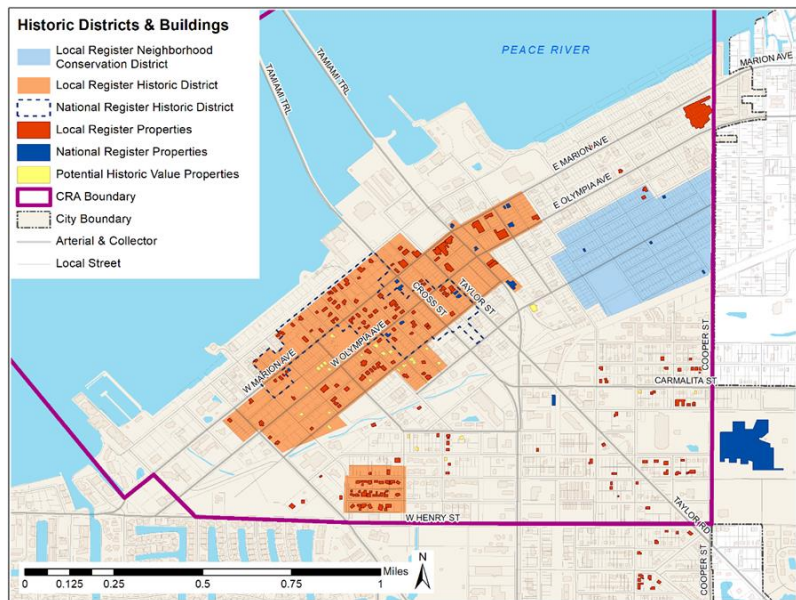 Historic Districts & Buildings
Local Register Neighborhood
Conservation District
Local Register Historic District
National Register Historic District
Local Register Properties
National Register Properties
Potential Historic Value Properties
CRA Boundary
City Boundary
Arterial & Collector
Local Street
PEACE RIVER
TAMIAMI TRL
TAMIAMI TRL
MARION AVE
E MARION AVE
E OLYMPIA AVE
TAYLOR ST
CROSS ST
W OLYMPIA AVE
W MARION AVE
COOPER ST
CARMALITA ST
W HENRY ST
TAYLOR RD
COOPER ST
N
Miles
0 0.125 0.25 0.5 0.75 1